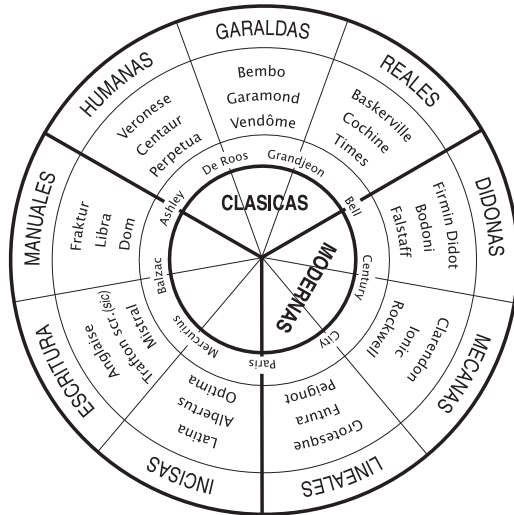 GARALDAS
Bembo
Garamond
Vendôme
REALES
Baskerville
Cochine
Times
DIDONAS
Firmin Didot
Bodoni
Falstaff
MECANAS
Clarendon
Ionic
Rockwell
LINEALES
Peignot
Futura
Grotesque
INCISAS
Optima
Albertus
Latina
ESCRITURA
Anglaise
Trafton scr. (sic)
Mistral
MANUALES
Fraktur
Libra
Dom
HUMANAS
Veronese
Centaur
Perpetua
De Roos
Grandjeon
Bell
Century
City
Paris
Mercurius
Balzac
Ashley
CLASICAS
MODERNAS